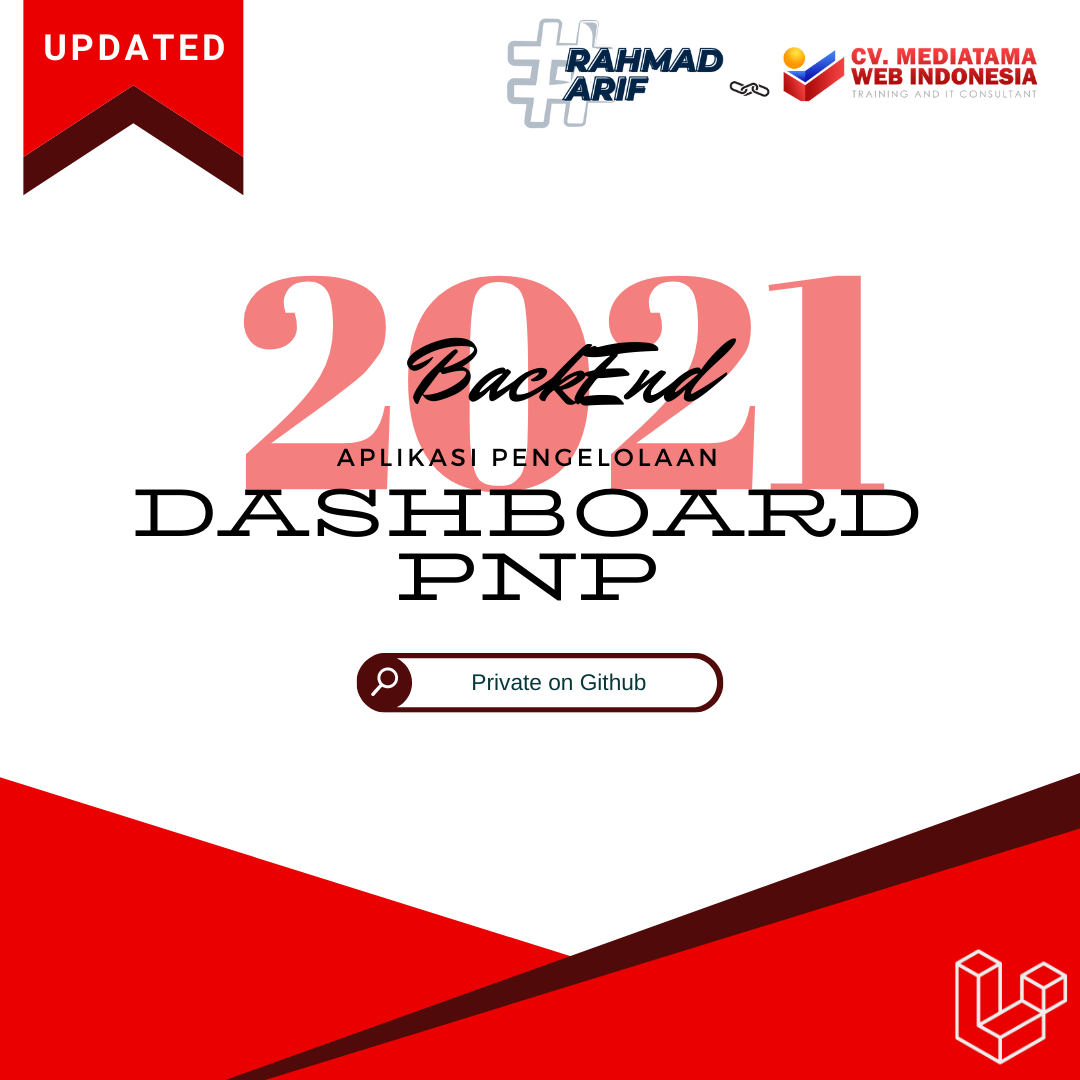 UPDATED
#RAHMAD
ARIF
CV. MEDIATAMA
WEB INDONESIA
TRAINING AND IT CONSULTANT
2021
BackEnd
APLIKASI PENGELOLAAN
DASHBOARD
PNP
Private on Github